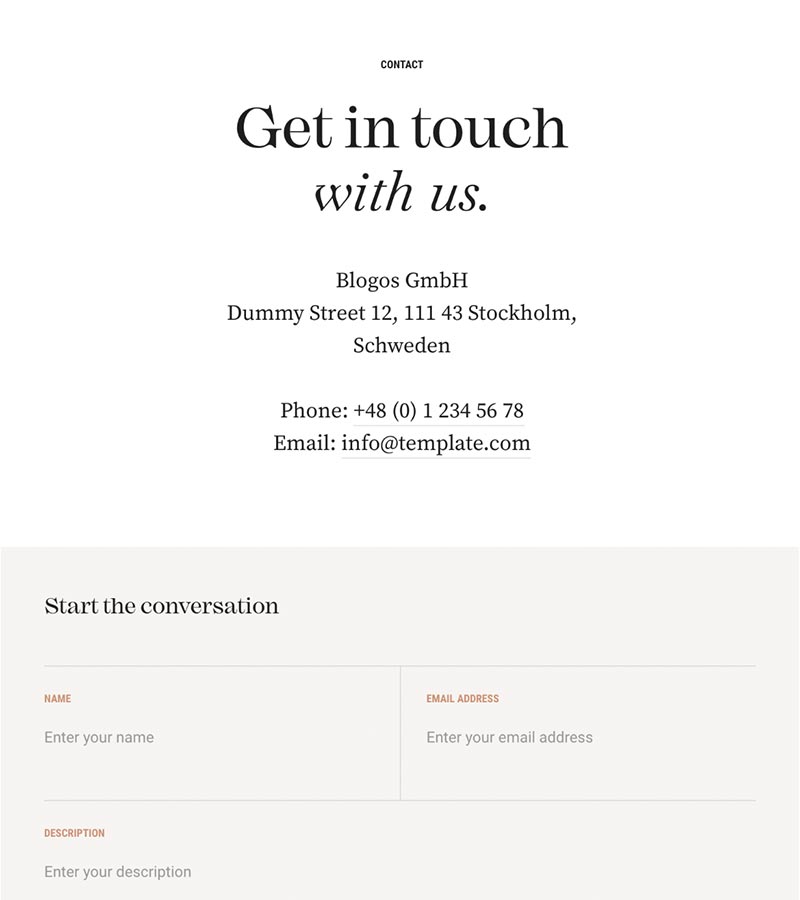 CONTACT
Get in touch
with us.
Blogos GmbH
Dummy Street 12, 111 43 Stockholm,
Schweden
Phone: +48 (0) 1 234 56 78
Email: info@template.com
Start the conversation
NAME
EMAIL ADDRESS
Enter your name
Enter your email address
DESCRIPTION
Enter your description